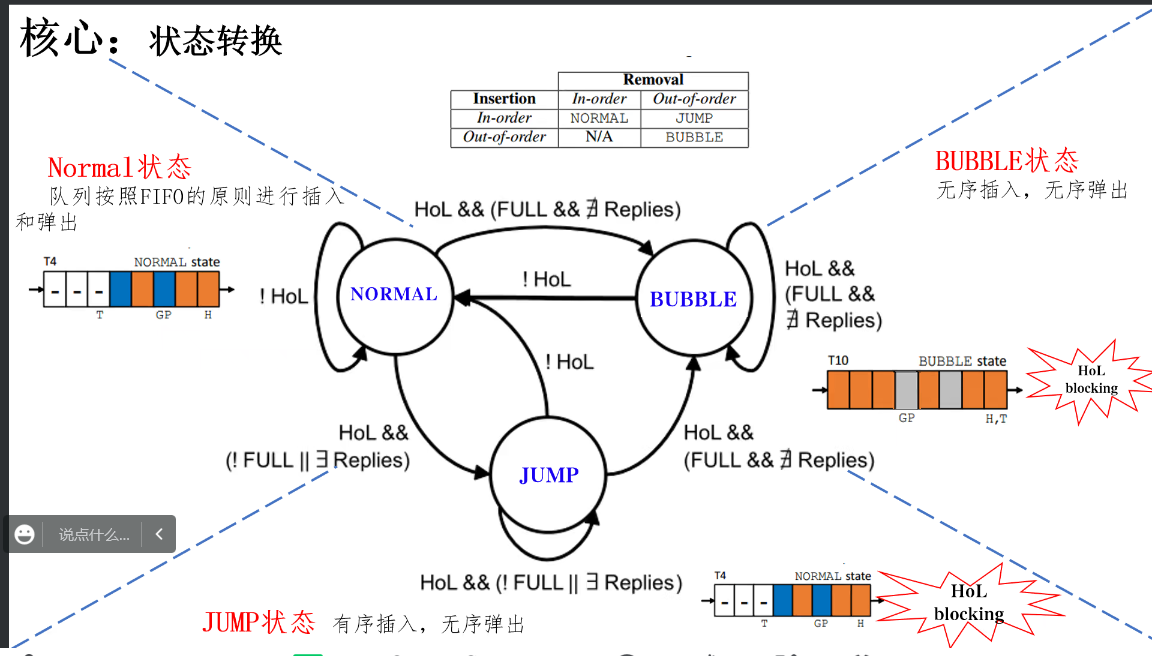 核心：状态转换
Removal
Insertion In-order Out-of-order
In-order NORMAL JUMP
Out-of-order N/A BUBBLE
Normal状态
队列按照FIFO的原则进行插入
和弹出
BUBBLE状态
无序插入，无序弹出
HoL && (FULL && ∄ Replies)
T4 NORMAL state
- - -
T GP H
! HoL
NORMAL
! HoL
BUBBLE
HoL &&
(FULL &&
∄ Replies)
! HoL
T10 BUBBLE state
GP H,T
HoL
blocking
HoL &&
(! FULL || ∃ Replies)
JUMP
HoL &&
(FULL && ∄ Replies)
说点什么...
HoL && (! FULL || ∃ Replies)
T4 NORMAL state
- - -
T GP H
HoL
blocking
JUMP状态 有序插入，无序弹出